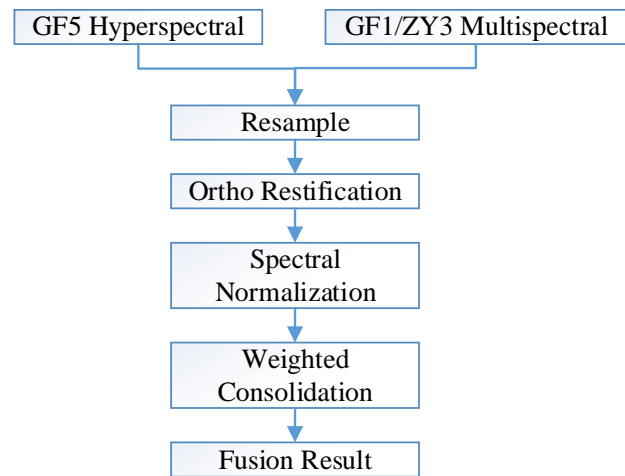 GF5 Hyperspectral
GF1/ZY3 Multispectral
Resample
Ortho Restification
Spectral
Normalization
Weighted
Consolidation
Fusion Result